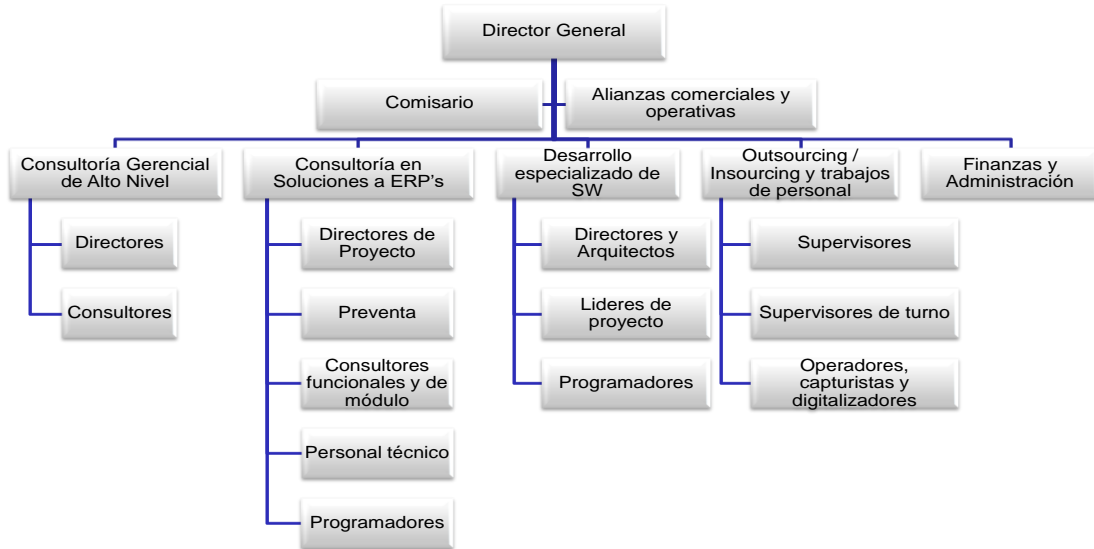 Director General
Comisario
Alianzas comerciales y
operativas
Consultoría Gerencial
de Alto Nivel
Directores
Consultores
Consultoría en
Soluciones a ERP's
Directores de
Proyecto
Preventa
Consultores
funcionales y de
módulo
Personal técnico
Programadores
Desarrollo
especializado de
SW
Directores y
Arquitectos
Lideres de
proyecto
Programadores
Outsourcing /
Insourcing y trabajos
de personal
Supervisores
Supervisores de turno
Operadores,
capturistas y
digitalizadores
Finanzas y
Administración